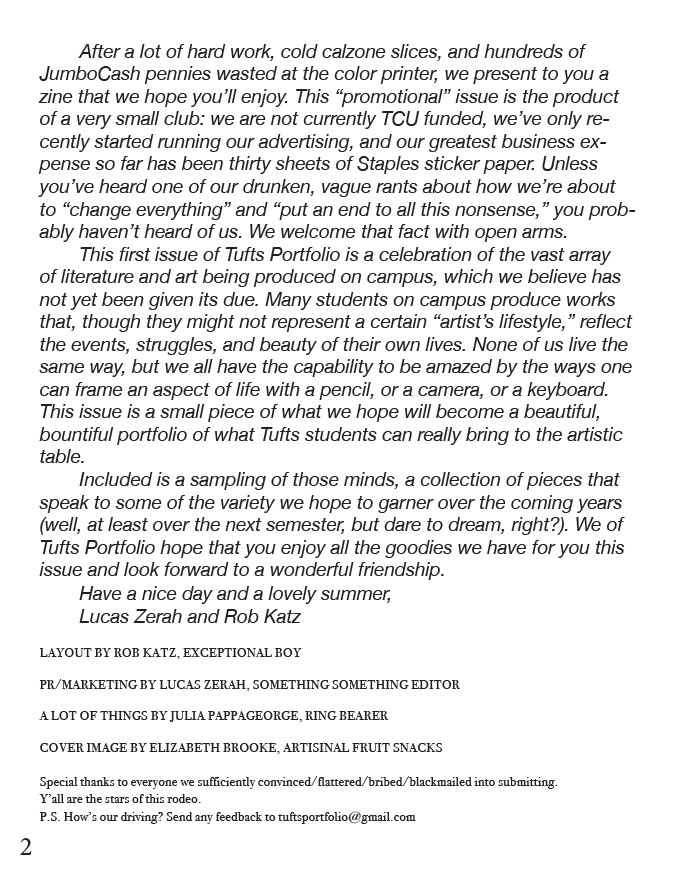 After a lot of hard work, cold calzone slices, and hundreds of
JumboCash pennies wasted at the color printer, we present to you a
zine that we hope you’ll enjoy. This “promotional” issue is the product
of a very small club: we are not currently TCU funded, we’ve only re-
cently started running our advertising, and our greatest business ex-
pense so far has been thirty sheets of Staples sticker paper. Unless
you’ve heard one of our drunken, vague rants about how we’re about
to “change everything” and “put an end to all this nonsense,” you prob-
ably haven’t heard of us. We welcome that fact with open arms.
This first issue of Tufts Portfolio is a celebration of the vast array
of literature and art being produced on campus, which we believe has
not yet been given its due. Many students on campus produce works
that, though they might not represent a certain “artist’s lifestyle,” reflect
the events, struggles, and beauty of their own lives. None of us live the
same way, but we all have the capability to be amazed by the ways one
can frame an aspect of life with a pencil, or a camera, or a keyboard.
This issue is a small piece of what we hope will become a beautiful,
bountiful portfolio of what Tufts students can really bring to the artistic
table.
Included is a sampling of those minds, a collection of pieces that
speak to some of the variety we hope to garner over the coming years
(well, at least over the next semester, but dare to dream, right?). We of
Tufts Portfolio hope that you enjoy all the goodies we have for you this
issue and look forward to a wonderful friendship.
Have a nice day and a lovely summer,
Lucas Zerah and Rob Katz
LAYOUT BY ROB KATZ, EXCEPTIONAL BOY
PR/MARKETING BY LUCAS ZERAH, SOMETHING SOMETHING EDITOR
A LOT OF THINGS BY JULIA PAPPAGEORGE, RING BEARER
COVER IMAGE BY ELIZABETH BROOKE, ARTISINAL FRUIT SNACKS
Special thanks to everyone we sufficiently convinced/flattered/bribed/blackmailed into submitting.
Y’all are the stars of this rodeo.
P.S. How’s our driving? Send any feedback to tuftsportfolio@gmail.com
2